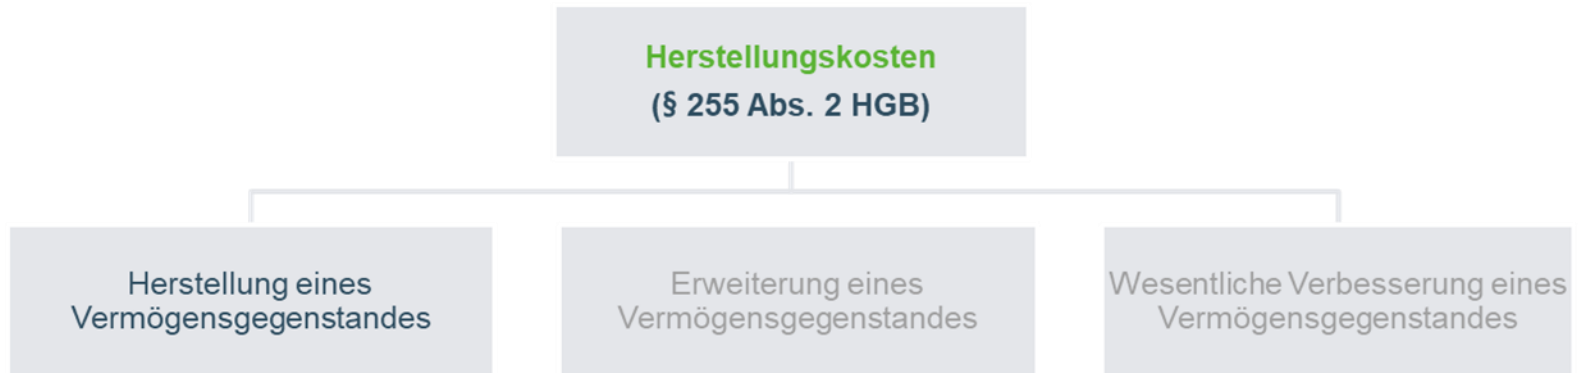 Herstellungskosten
(§ 255 Abs. 2 HGB)
Herstellung eines
Vermögensgegenstandes
Erweiterung eines
Vermögensgegenstandes
Wesentliche Verbesserung eines
Vermögensgegenstandes